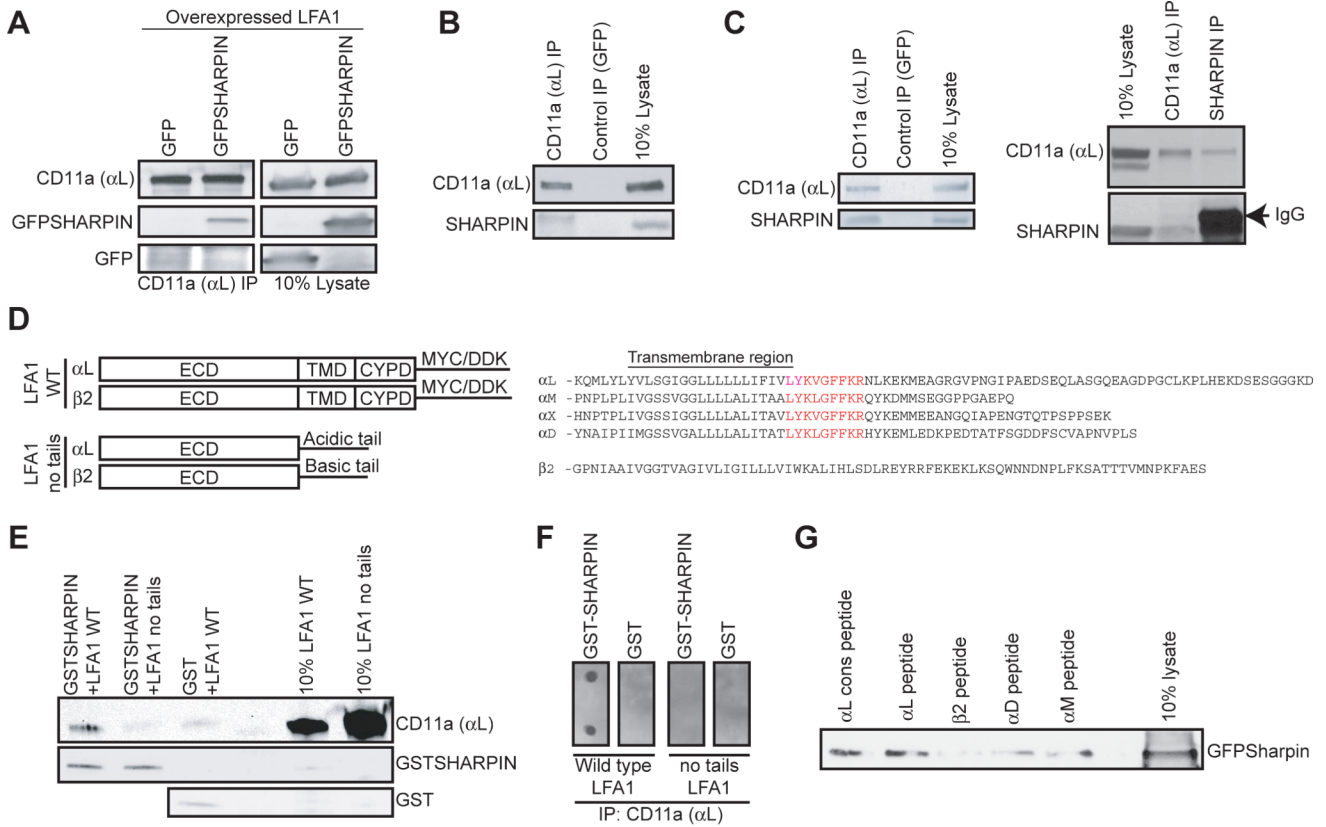 A
Overexpressed LFA1
GFP
GFPSHARPIN
GFP
GFPSHARPIN
CD11a (αL)
GFPSHARPIN
GFP
CD11a (αL) IP
10% Lysate
B
CD11a (αL) IP
Control IP (GFP)
10% Lysate
CD11a (αL)
SHARPIN
C
CD11a (αL) IP
Control IP (GFP)
10% Lysate
CD11a (αL)
SHARPIN
10% Lysate
CD11a (αL) IP
SHARPIN IP
CD11a (αL)
SHARPIN
IgG
D
LFA1 WT
αL ECD TMD CYPD MYC/DDK
β2 ECD TMD CYPD MYC/DDK
LFA1 no tails
αL ECD Acidic tail
β2 ECD Basic tail
Transmembrane region
αL -KQMLYLYVLSGIGGLLLLLLIFIVLYKVGFFKRNLKEKMEAGRGVPNGIPAEDSEQLASGQEAGDPGCLKPLHEKDSESGGGKD
αM -PNPLPLIVGSSVGGLLLLALITAALYKLGFFKRQYKDMMSEGGPPGAEPQ
αX -HNPTPLIVGSSIGGLLLLALITAVLYKVGFFKRQYKEMMEEANGQIAPENGTQTPSPPSEK
αD -YNAIPIIMGSSVGALLLLALITATLYKLGFFKRHYKEMLEDKPEDTATFSGDDFSCVAPNVPLS
β2 -GPNIAAIVGGTVAGIVLIGILLLVIWKALIHLSDLREYRRFEKEKLKSQWNNDNPLFKSATTTVMNPKFAES
E
GSTSHARPIN +LFA1 WT
GSTSHARPIN +LFA1 no tails
GST +LFA1 WT
10% LFA1 WT
10% LFA1 no tails
CD11a (αL)
GSTSHARPIN
GST
F
GST-SHARPIN
GST
GST-SHARPIN
GST
Wild type LFA1
no tails LFA1
IP: CD11a (αL)
G
αL cons peptide
αL peptide
β2 peptide
αD peptide
αM peptide
10% lysate
GFPSharpin